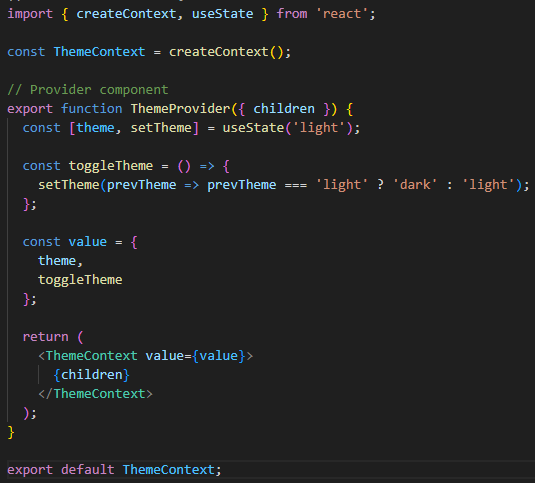 import { createContext, useState } from 'react';
const ThemeContext = createContext();
// Provider component
export function ThemeProvider({ children }) {
const [theme, setTheme] = useState('light');
const toggleTheme = () => {
setTheme(prevTheme => prevTheme === 'light' ? 'dark' : 'light');
};
const value = {
theme,
toggleTheme
};
return (
<ThemeContext value={value}>
{children}
</ThemeContext>
);
}
export default ThemeContext;